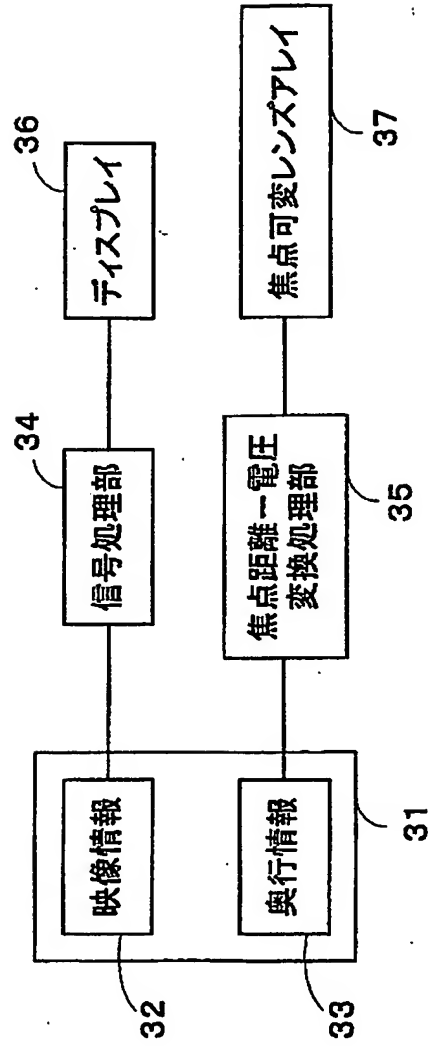 32
映像情報
34
信号処理部
36
ディスプレイ
33
奥行情報
31
焦点距離ー電圧
変換処理部
35
焦点可変レンズアレイ
37